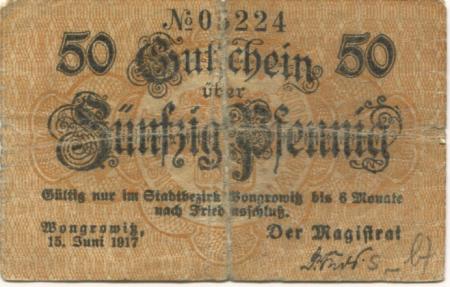 № 05224
50 Gutschein 50
über
Fünfzig Pfennig
Gültig nur im Stadtbezirk Wongrowitz bis 6 Monate
nach Friedensschluß.
Wongrowitz, Der Magistrat
15. Juni 1917